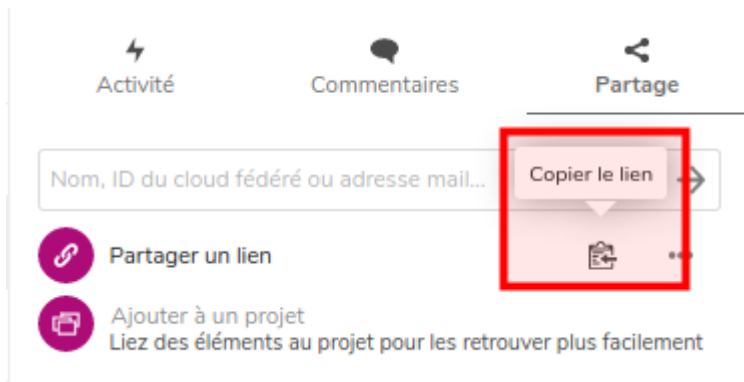 Activité Commentaires Partage
Nom, ID du cloud fédéré ou adresse mail... Copier le lien
Partager un lien
Ajouter à un projet
Liez des éléments au projet pour les retrouver plus facilement